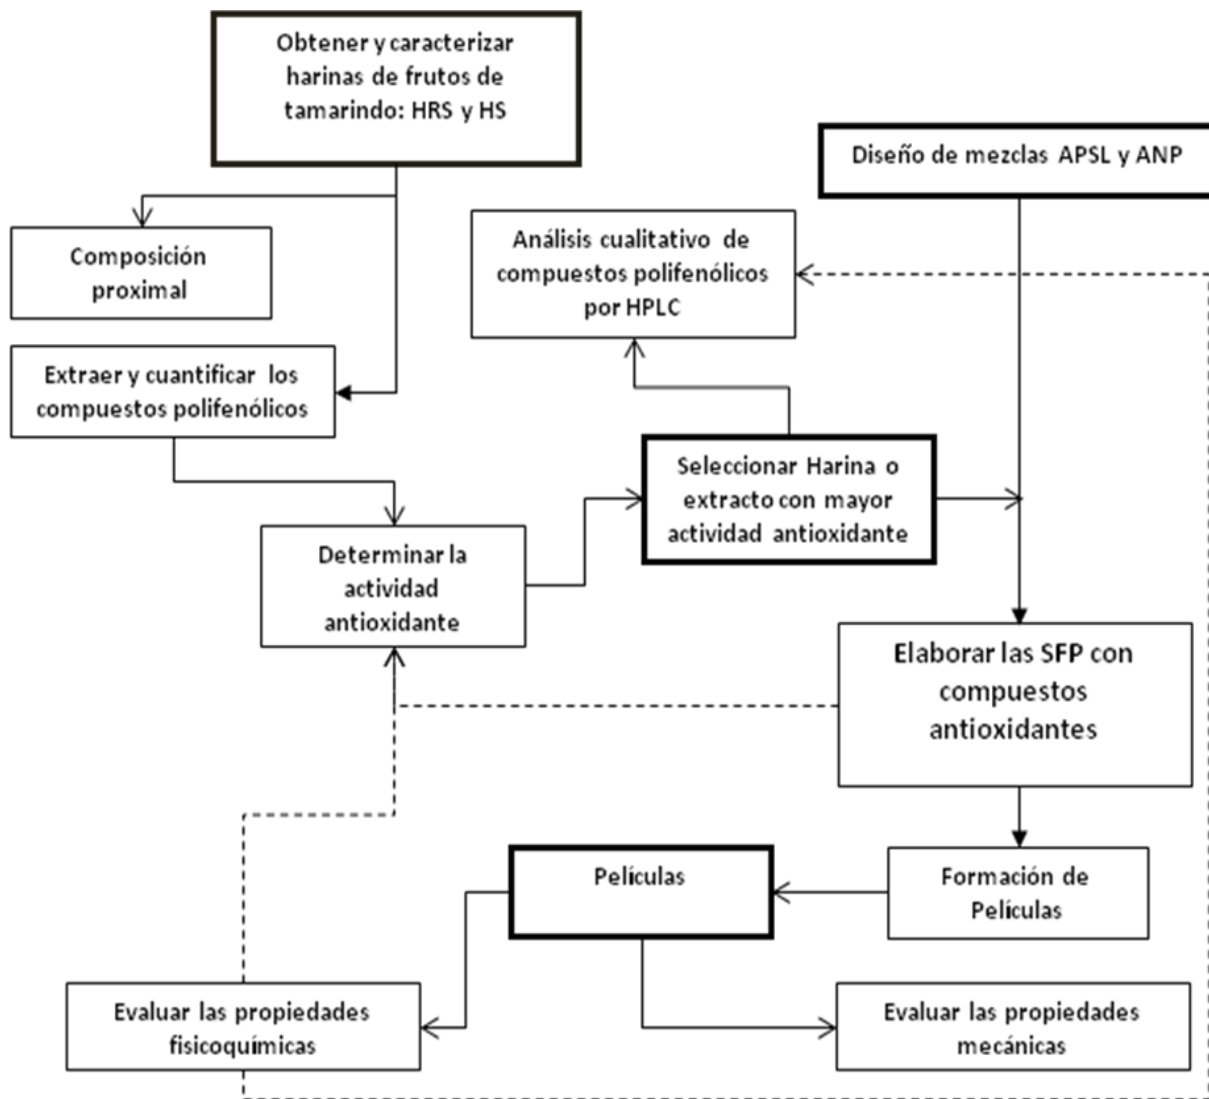 Obtener y caracterizar
harinas de frutos de
tamarindo: HRS y HS
Diseño de mezclas APSL y ANP
Composición
proximal
Análisis cualitativo de
compuestos polifenólicos
por HPLC
Extraer y cuantificar los
compuestos polifenólicos
Seleccionar Harina o
extracto con mayor
actividad antioxidante
Determinar la
actividad
antioxidante
Elaborar las SFP con
compuestos
antioxidantes
Películas
Formación de
Películas
Evaluar las propiedades
fisicoquímicas
Evaluar las propiedades
mecánicas